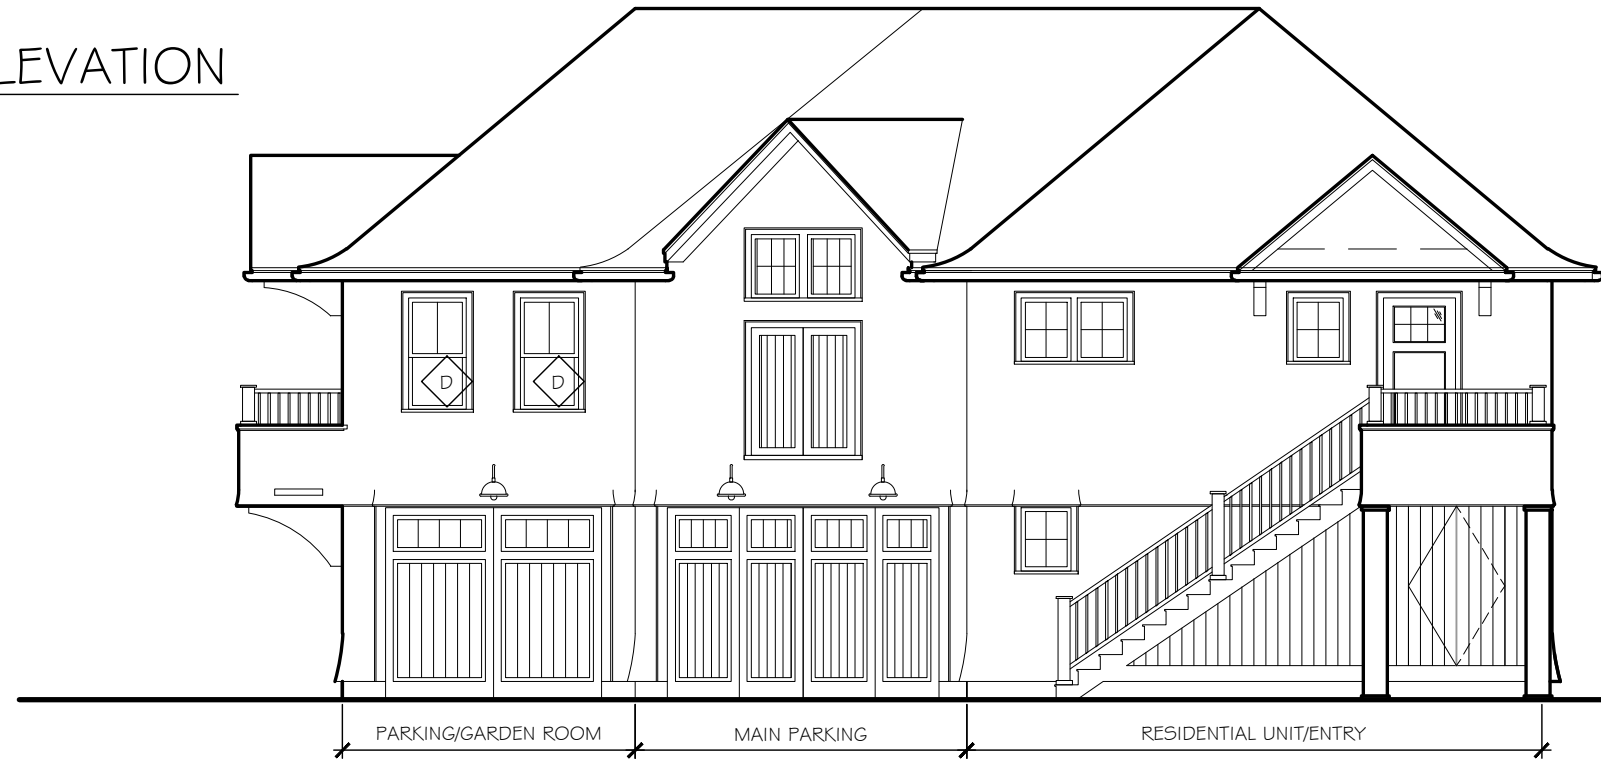 LEVATION
D D
PARKING/GARDEN ROOM MAIN PARKING RESIDENTIAL UNIT/ENTRY